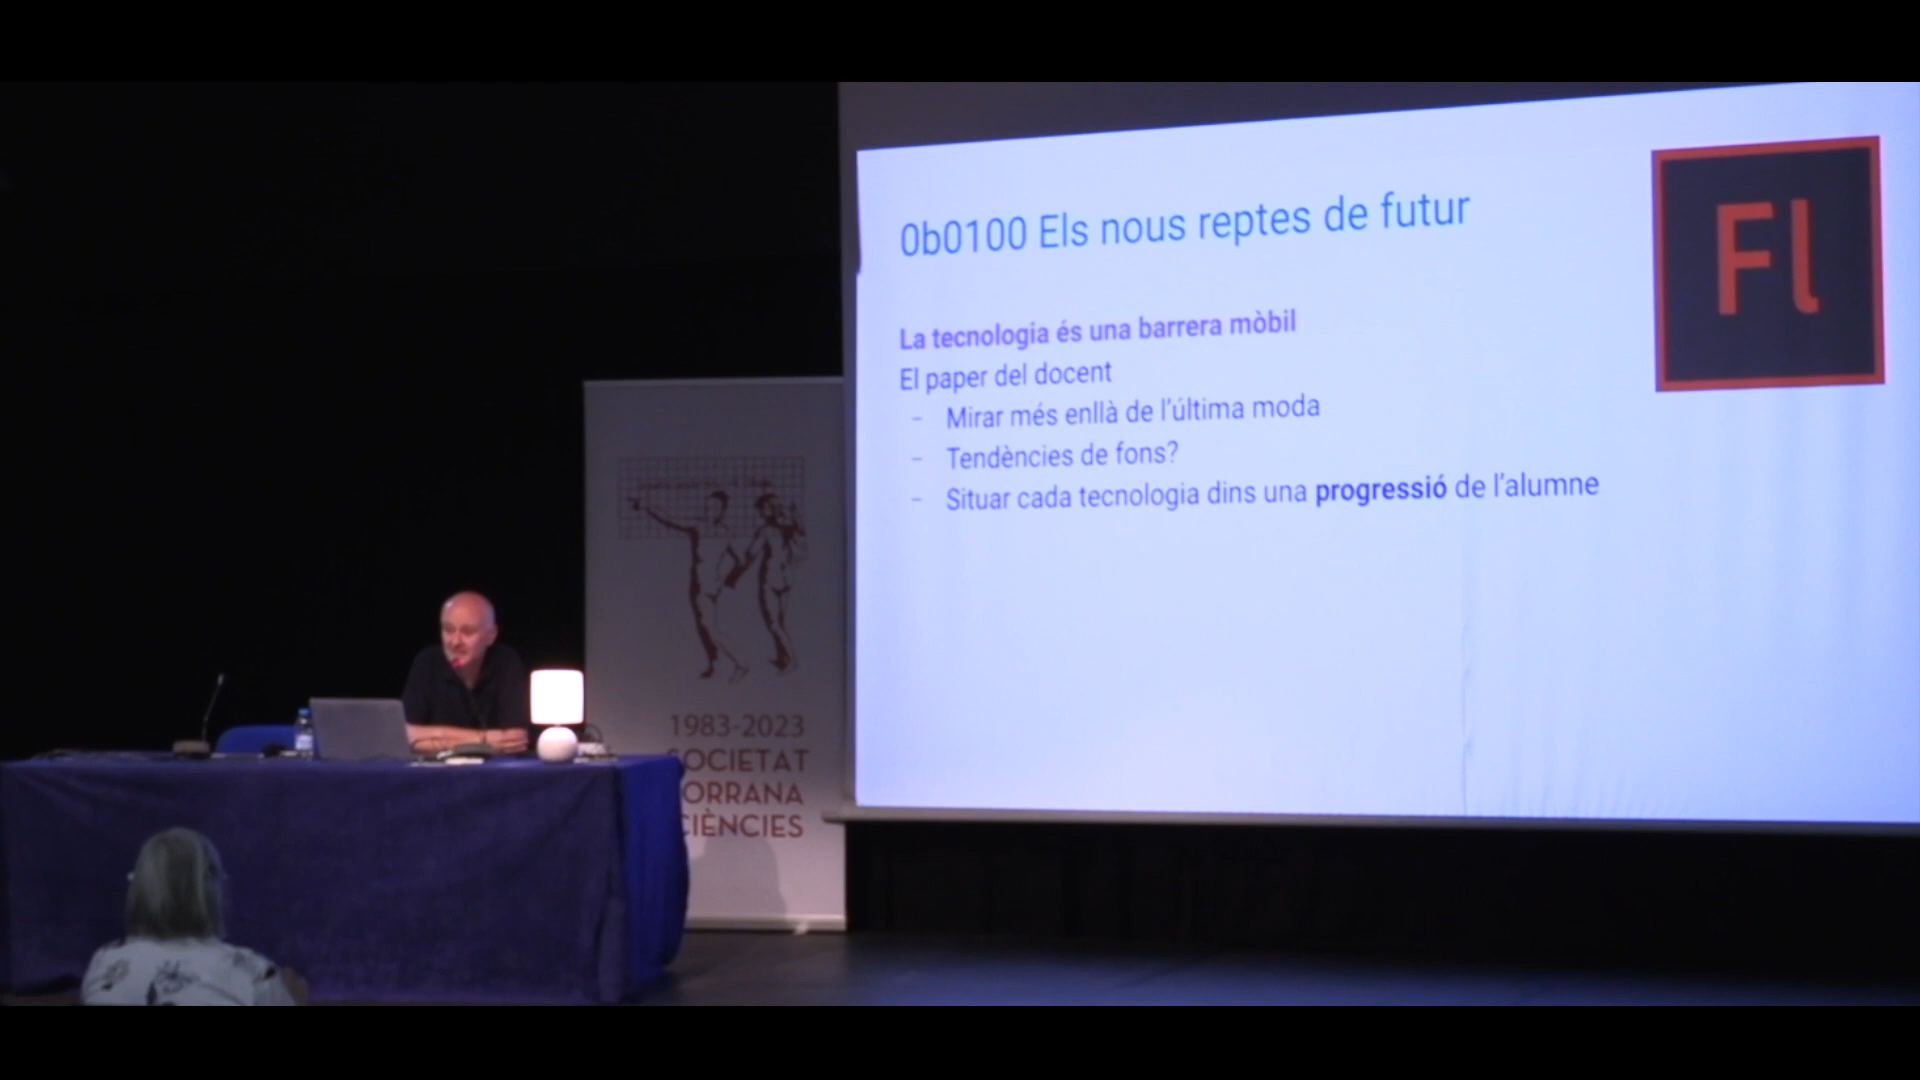 0b0100 Els nous reptes de futur
Fl
La tecnologia és una barrera mòbil
El paper del docent
- Mirar més enllà de l'última moda
- Tendències de fons?
- Situar cada tecnologia dins una progressió de l'alumne
1983-2023
OCIETAT
ORRANA
CIÈNCIES